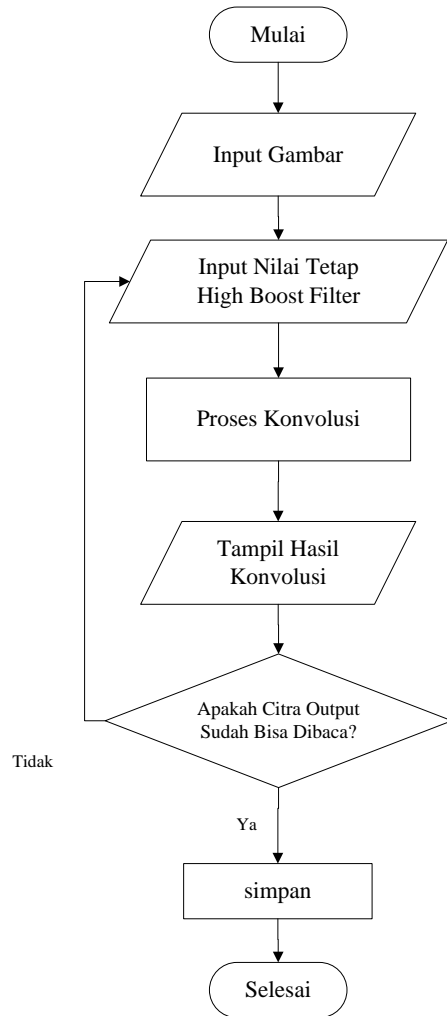 Mulai
Input Gambar
Input Nilai Tetap
High Boost Filter
Proses Konvolusi
Tampil Hasil
Konvolusi
Apakah Citra Output
Sudah Bisa Dibaca?
Tidak
Ya
simpan
Selesai